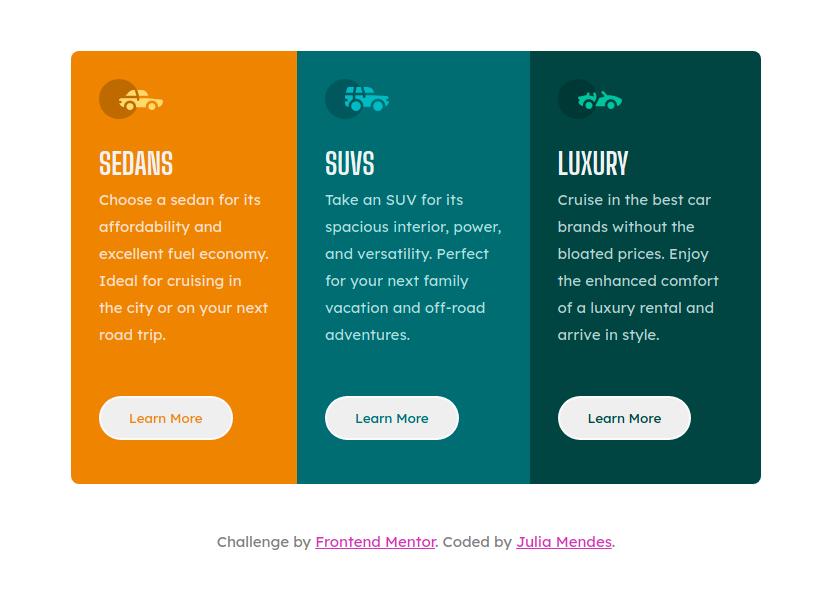 SEDANS
Choose a sedan for its
affordability and
excellent fuel economy.
Ideal for cruising in
the city or on your next
road trip.
Learn More
SUVS
Take an SUV for its
spacious interior, power,
and versatility. Perfect
for your next family
vacation and off-road
adventures.
Learn More
LUXURY
Cruise in the best car
brands without the
bloated prices. Enjoy
the enhanced comfort
of a luxury rental and
arrive in style.
Learn More
Challenge by Frontend Mentor. Coded by Julia Mendes.